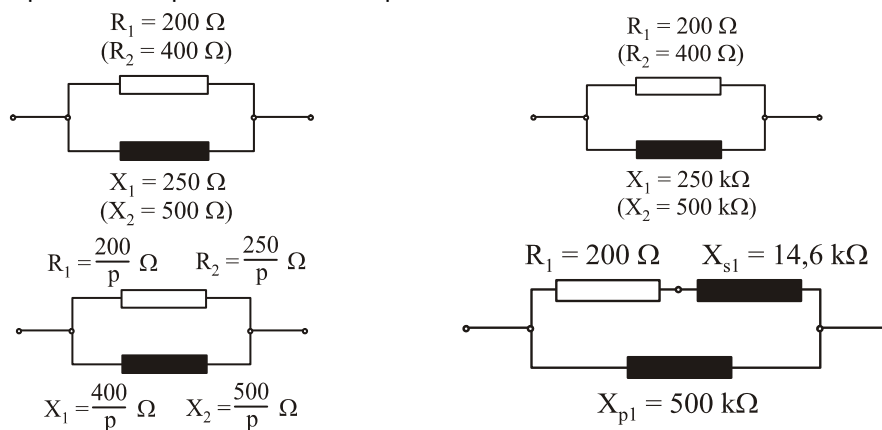 R₁ = 200 Ω
(R₂ = 400 Ω)
X₁ = 250 Ω
(X₂ = 500 Ω)
R₁ = 200 Ω
(R₂ = 400 Ω)
X₁ = 250 kΩ
(X₂ = 500 kΩ)
R₁ = 200/p Ω R₂ = 250/p Ω
X₁ = 400/p Ω X₂ = 500/p Ω
R₁ = 200 Ω Xₛ₁ = 14,6 kΩ
Xₚ₁ = 500 kΩ